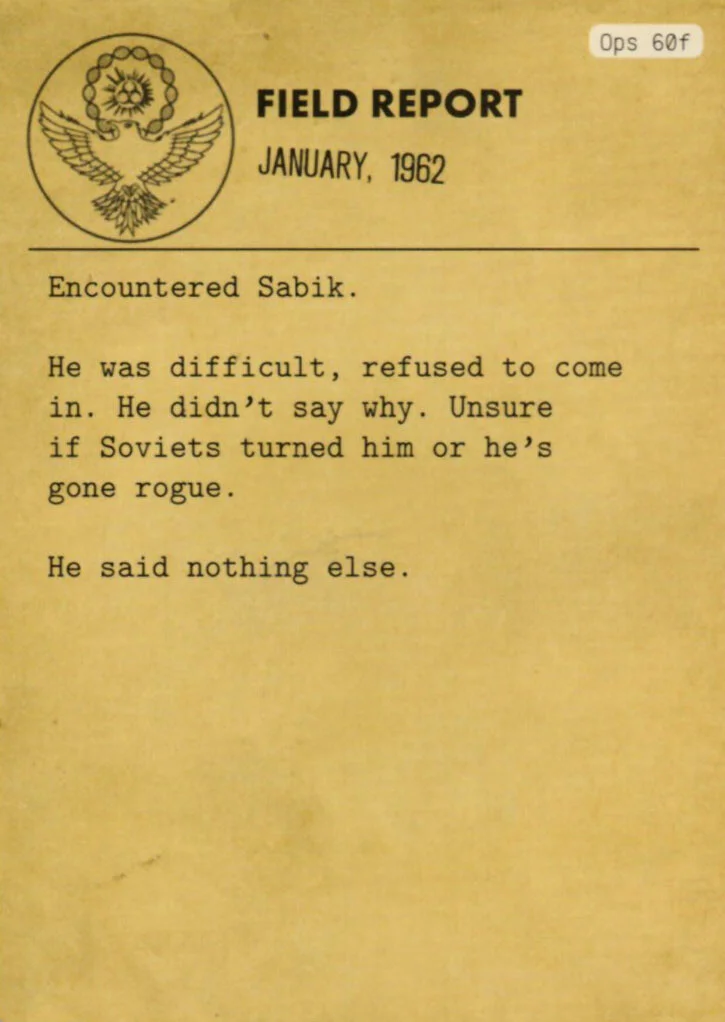 Ops 60f
FIELD REPORT
JANUARY, 1962
Encountered Sabik.
He was difficult, refused to come
in. He didn’t say why. Unsure
if Soviets turned him or he’s
gone rogue.
He said nothing else.